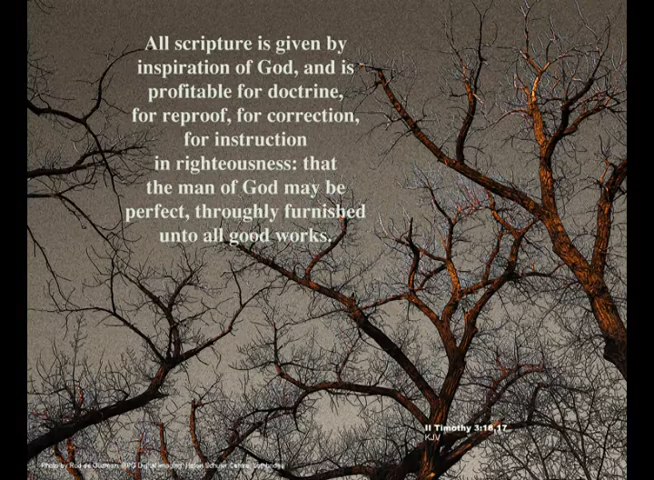 All scripture is given by
inspiration of God, and is
profitable for doctrine,
for reproof, for correction,
for instruction
in righteousness: that
the man of God may be
perfect, throughly furnished
unto all good works.
II Timothy 3:16,17
KJV
Photo by